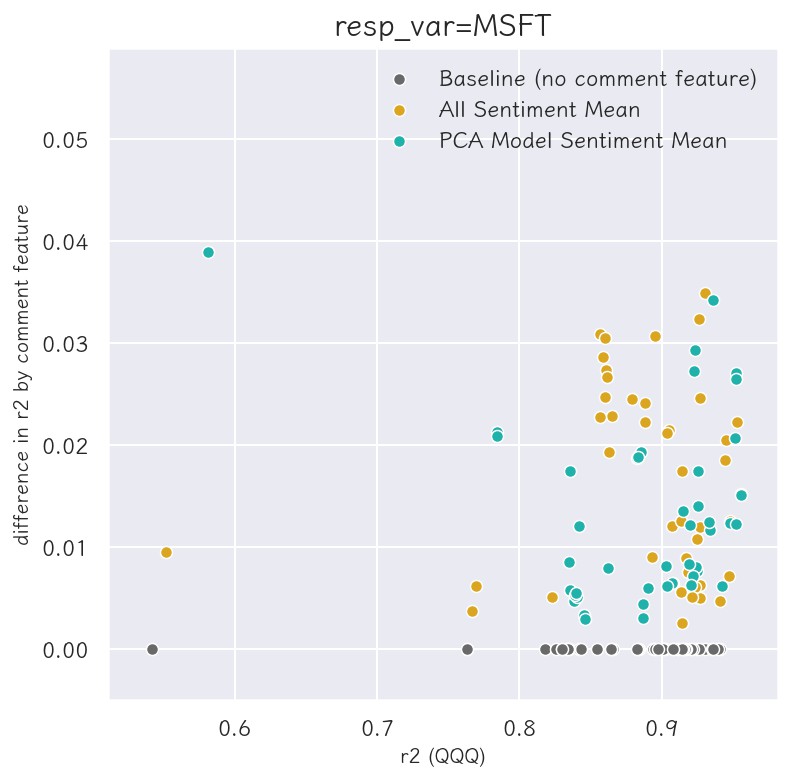 resp_var=MSFT
Baseline (no comment feature)
All Sentiment Mean
PCA Model Sentiment Mean
difference in r2 by comment feature
0.05
0.04
0.03
0.02
0.01
0.00
0.6 0.7 0.8 0.9
r2 (QQQ)